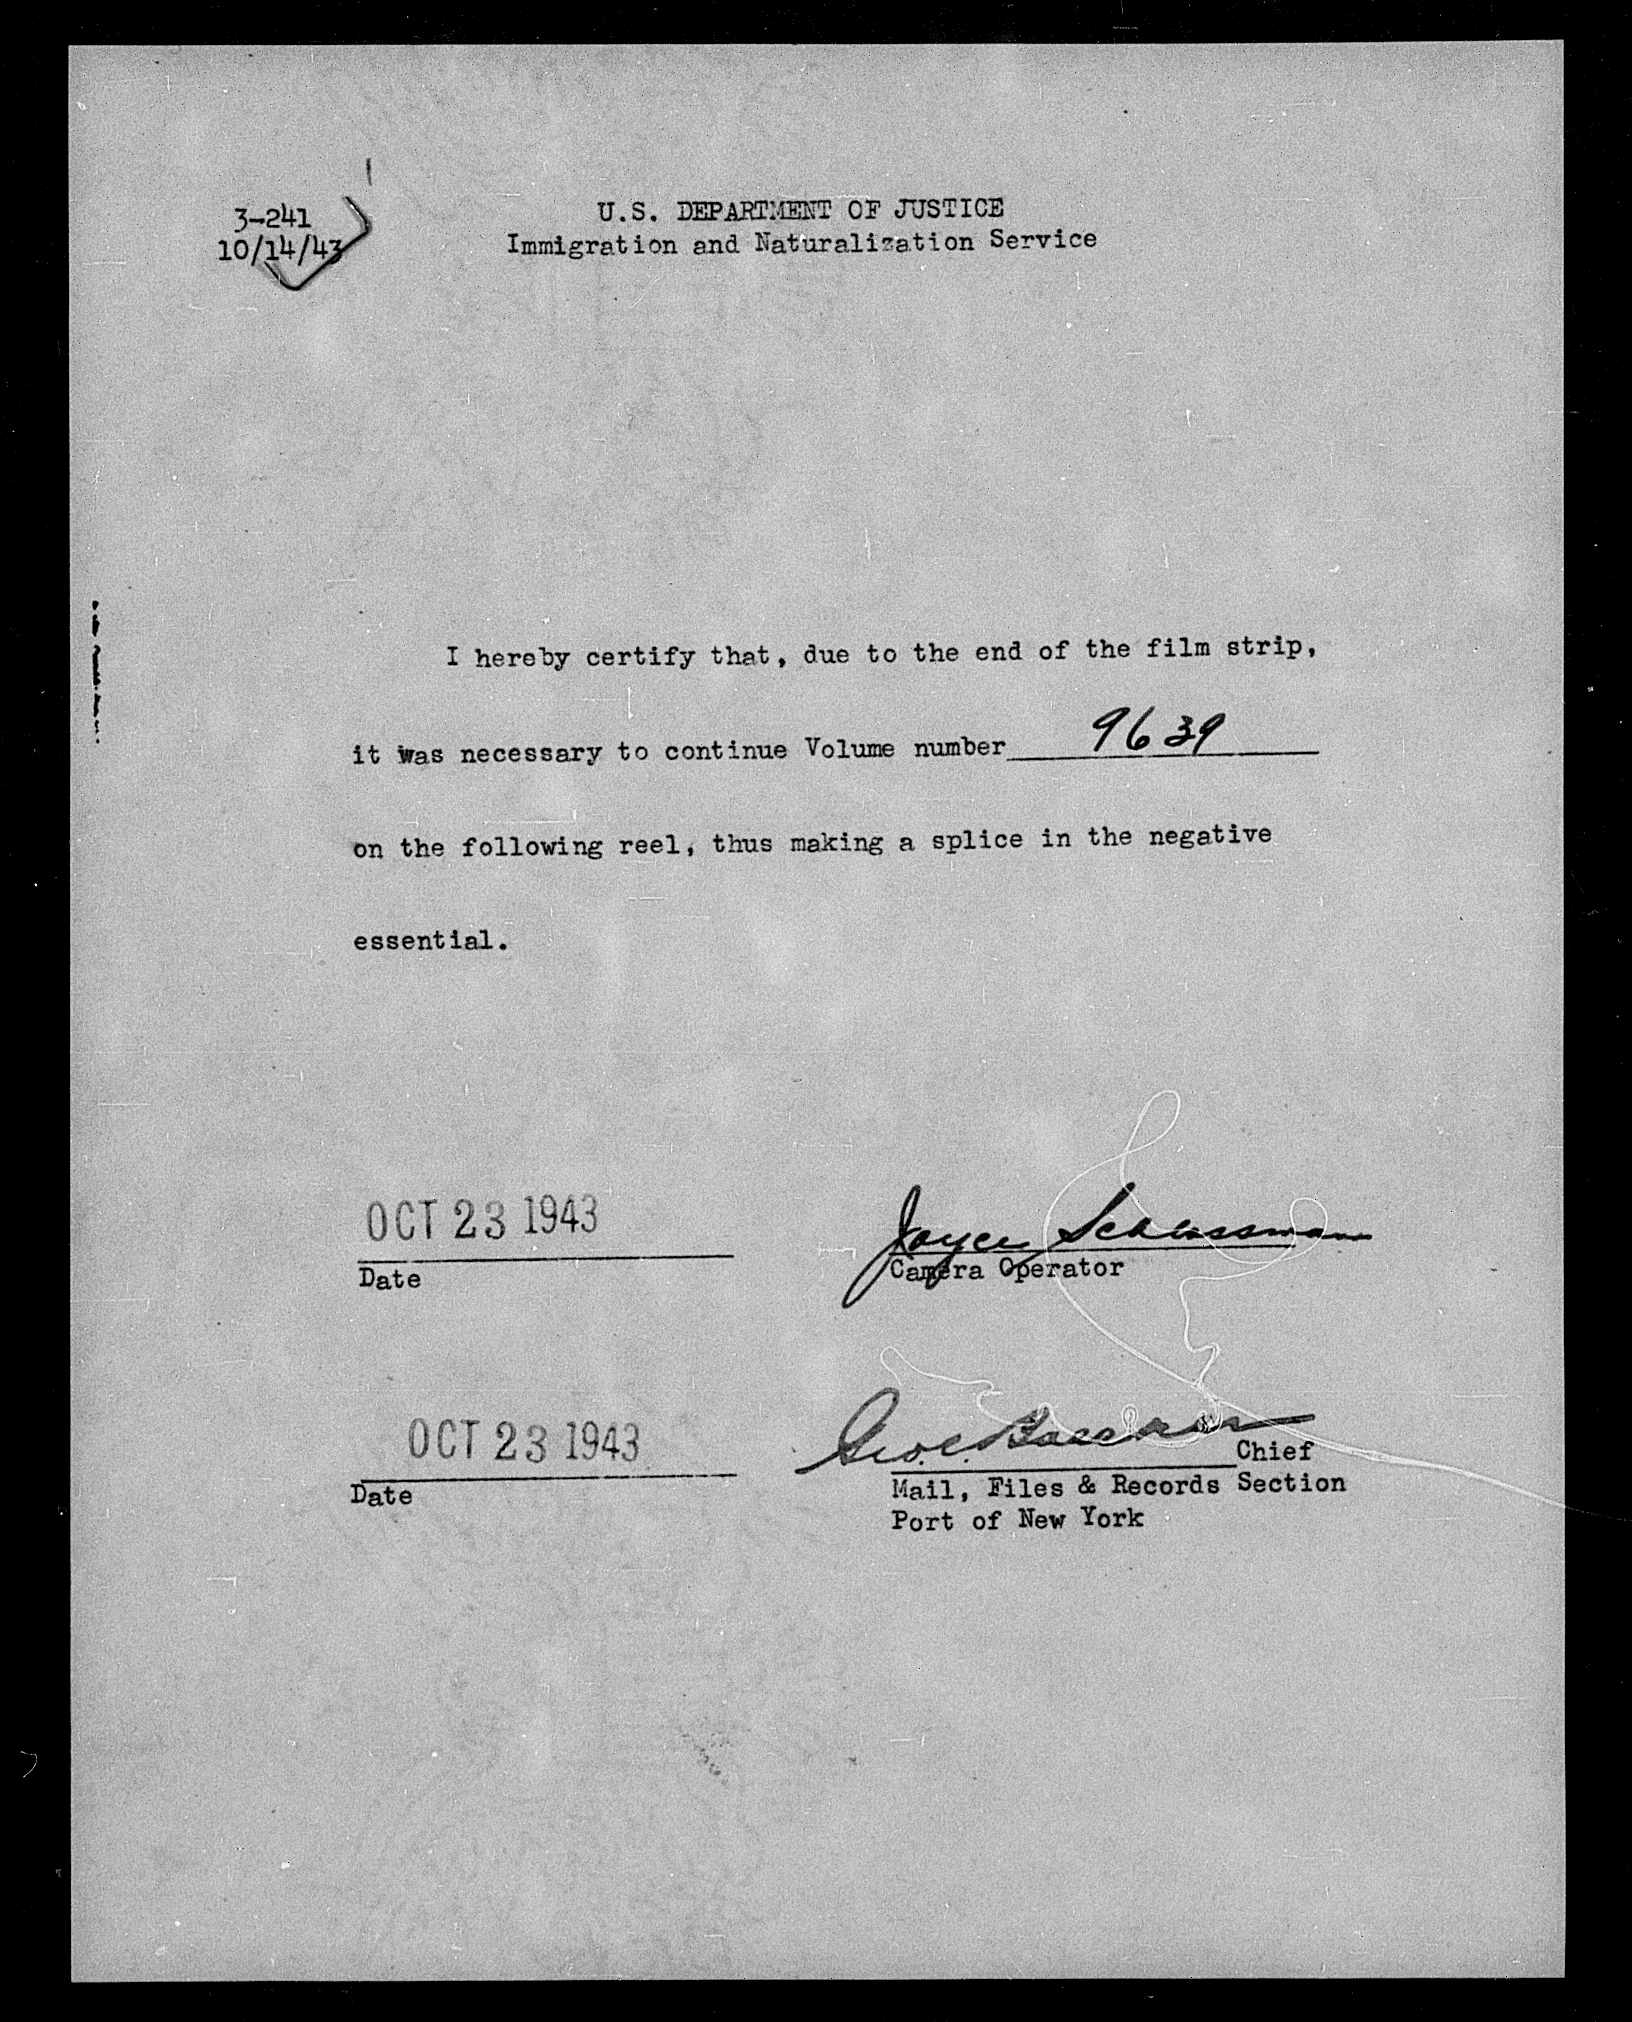 3-241
10/14/43
U.S. DEPARTMENT OF JUSTICE
Immigration and Naturalization Service
I hereby certify that, due to the end of the film strip,
it was necessary to continue Volume number 9639
on the following reel, thus making a splice in the negative
essential.
OCT 23 1943
Date
Joyce Schlussman
Camera Operator
OCT 23 1943
Date
Geo. C.
Chief
Mail, Files & Records Section
Port of New York